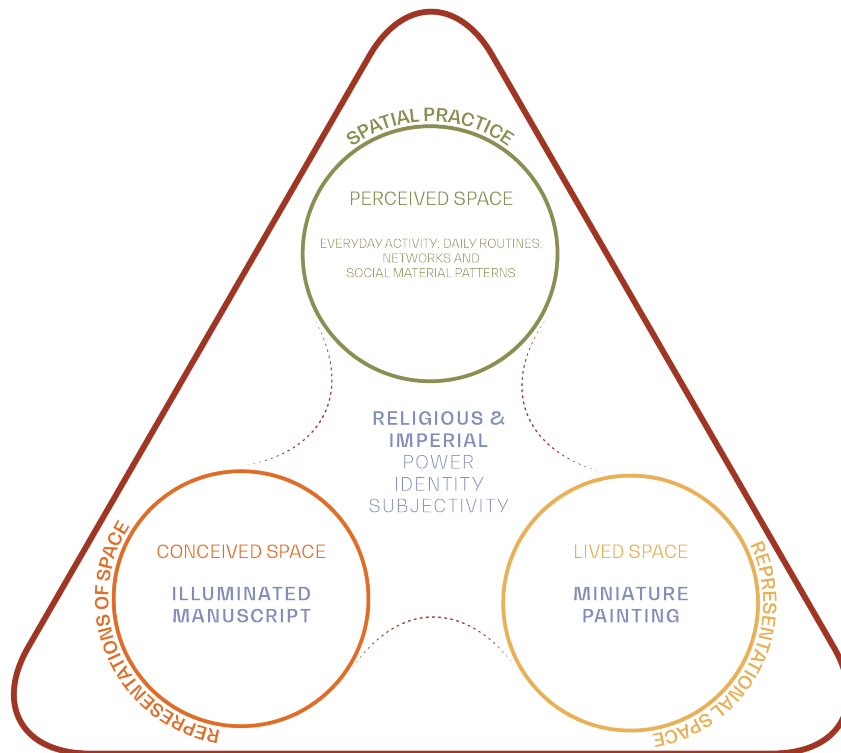 SPATIAL PRACTICE
PERCEIVED SPACE
EVERYDAY ACTIVITY; DAILY ROUTINES;
NETWORKS AND
SOCIAL MATERIAL PATTERNS
RELIGIOUS &
IMPERIAL
POWER
IDENTITY
SUBJECTIVITY
REPRESENTATIONS OF SPACE
CONCEIVED SPACE
ILLUMINATED
MANUSCRIPT
LIVED SPACE
MINIATURE
PAINTING
REPRESENTATIONAL SPACE